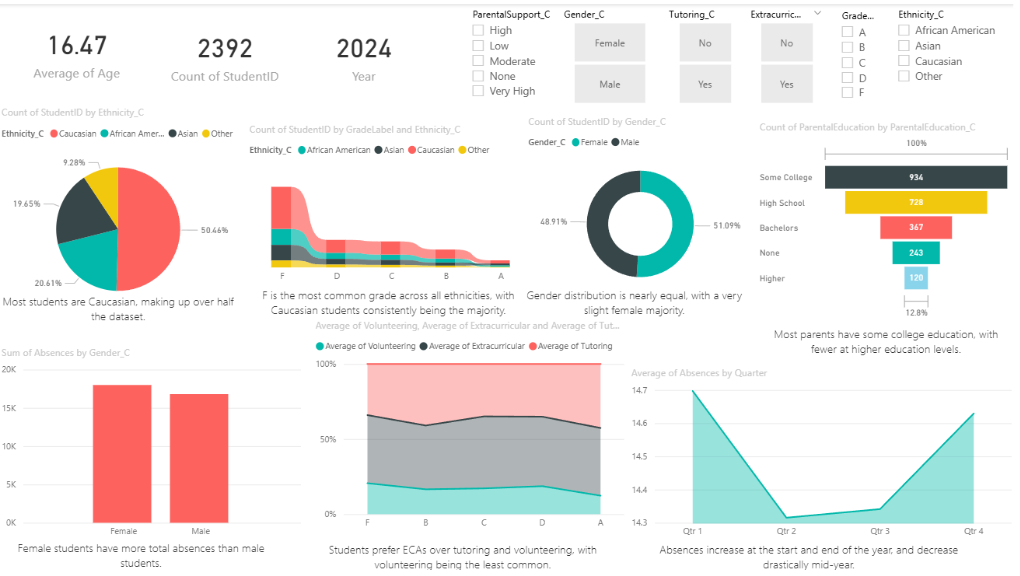 ParentalSupport_C
High
Low
Moderate
None
Very High
Gender_C
Female
Male
Tutoring_C
No
Yes
Extracurric...
No
Yes
Grade...
A
B
C
D
F
Ethnicity_C
African American
Asian
Caucasian
Other
16.47
Average of Age
2392
Count of StudentID
2024
Year
Count of StudentID by Ethnicity_C
Ethnicity_C Caucasian African Amer... Asian Other
9.28%
19.65%
20.61%
50.46%
Most students are Caucasian, making up over half
the dataset.
Count of StudentID by GradeLabel and Ethnicity_C
Ethnicity_C African American Asian Caucasian Other
F D C B A
F is the most common grade across all ethnicities, with
Caucasian students consistently being the majority.
Count of StudentID by Gender_C
Gender_C Female Male
48.91%
51.09%
Gender distribution is nearly equal, with a very
slight female majority.
Count of ParentalEducation by ParentalEducation_C
100%
Some College 934
High School 728
Bachelors 367
None 243
Higher 120
12.8%
Most parents have some college education, with
fewer at higher education levels.
Sum of Absences by Gender_C
20K
15K
10K
5K
0K
Female Male
Female students have more total absences than male
students.
Average of Volunteering, Average of Extracurricular and Average of Tut...
Average of Volunteering Average of Extracurricular Average of Tutoring
100%
50%
0%
F B C D A
Students prefer ECAs over tutoring and volunteering, with
volunteering being the least common.
Average of Absences by Quarter
14.7
14.6
14.5
14.4
14.3
Qtr 1 Qtr 2 Qtr 3 Qtr 4
Absences increase at the start and end of the year, and decrease
drastically mid-year.